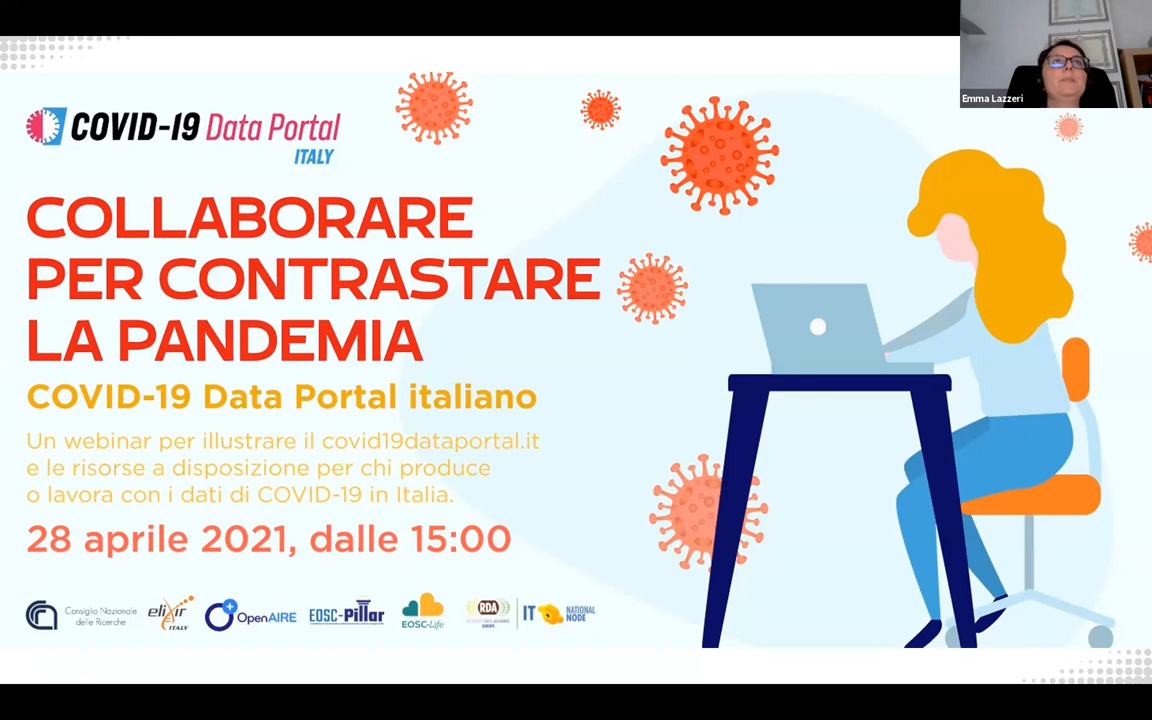 Emma Lazzeri
COVID-19 Data Portal
ITALY
COLLABORARE
PER CONTRASTARE
LA PANDEMIA
COVID-19 Data Portal italiano
Un webinar per illustrare il covid19dataportal.it
e le risorse a disposizione per chi produce
o lavora con i dati di COVID-19 in Italia.
28 aprile 2021, dalle 15:00
Consiglio Nazionale
delle Ricerche
elixir
ITALY
OpenAIRE
EOSC-Pillar
EOSC-Life
RDA
EUROPE
IT
NATIONAL
NODE